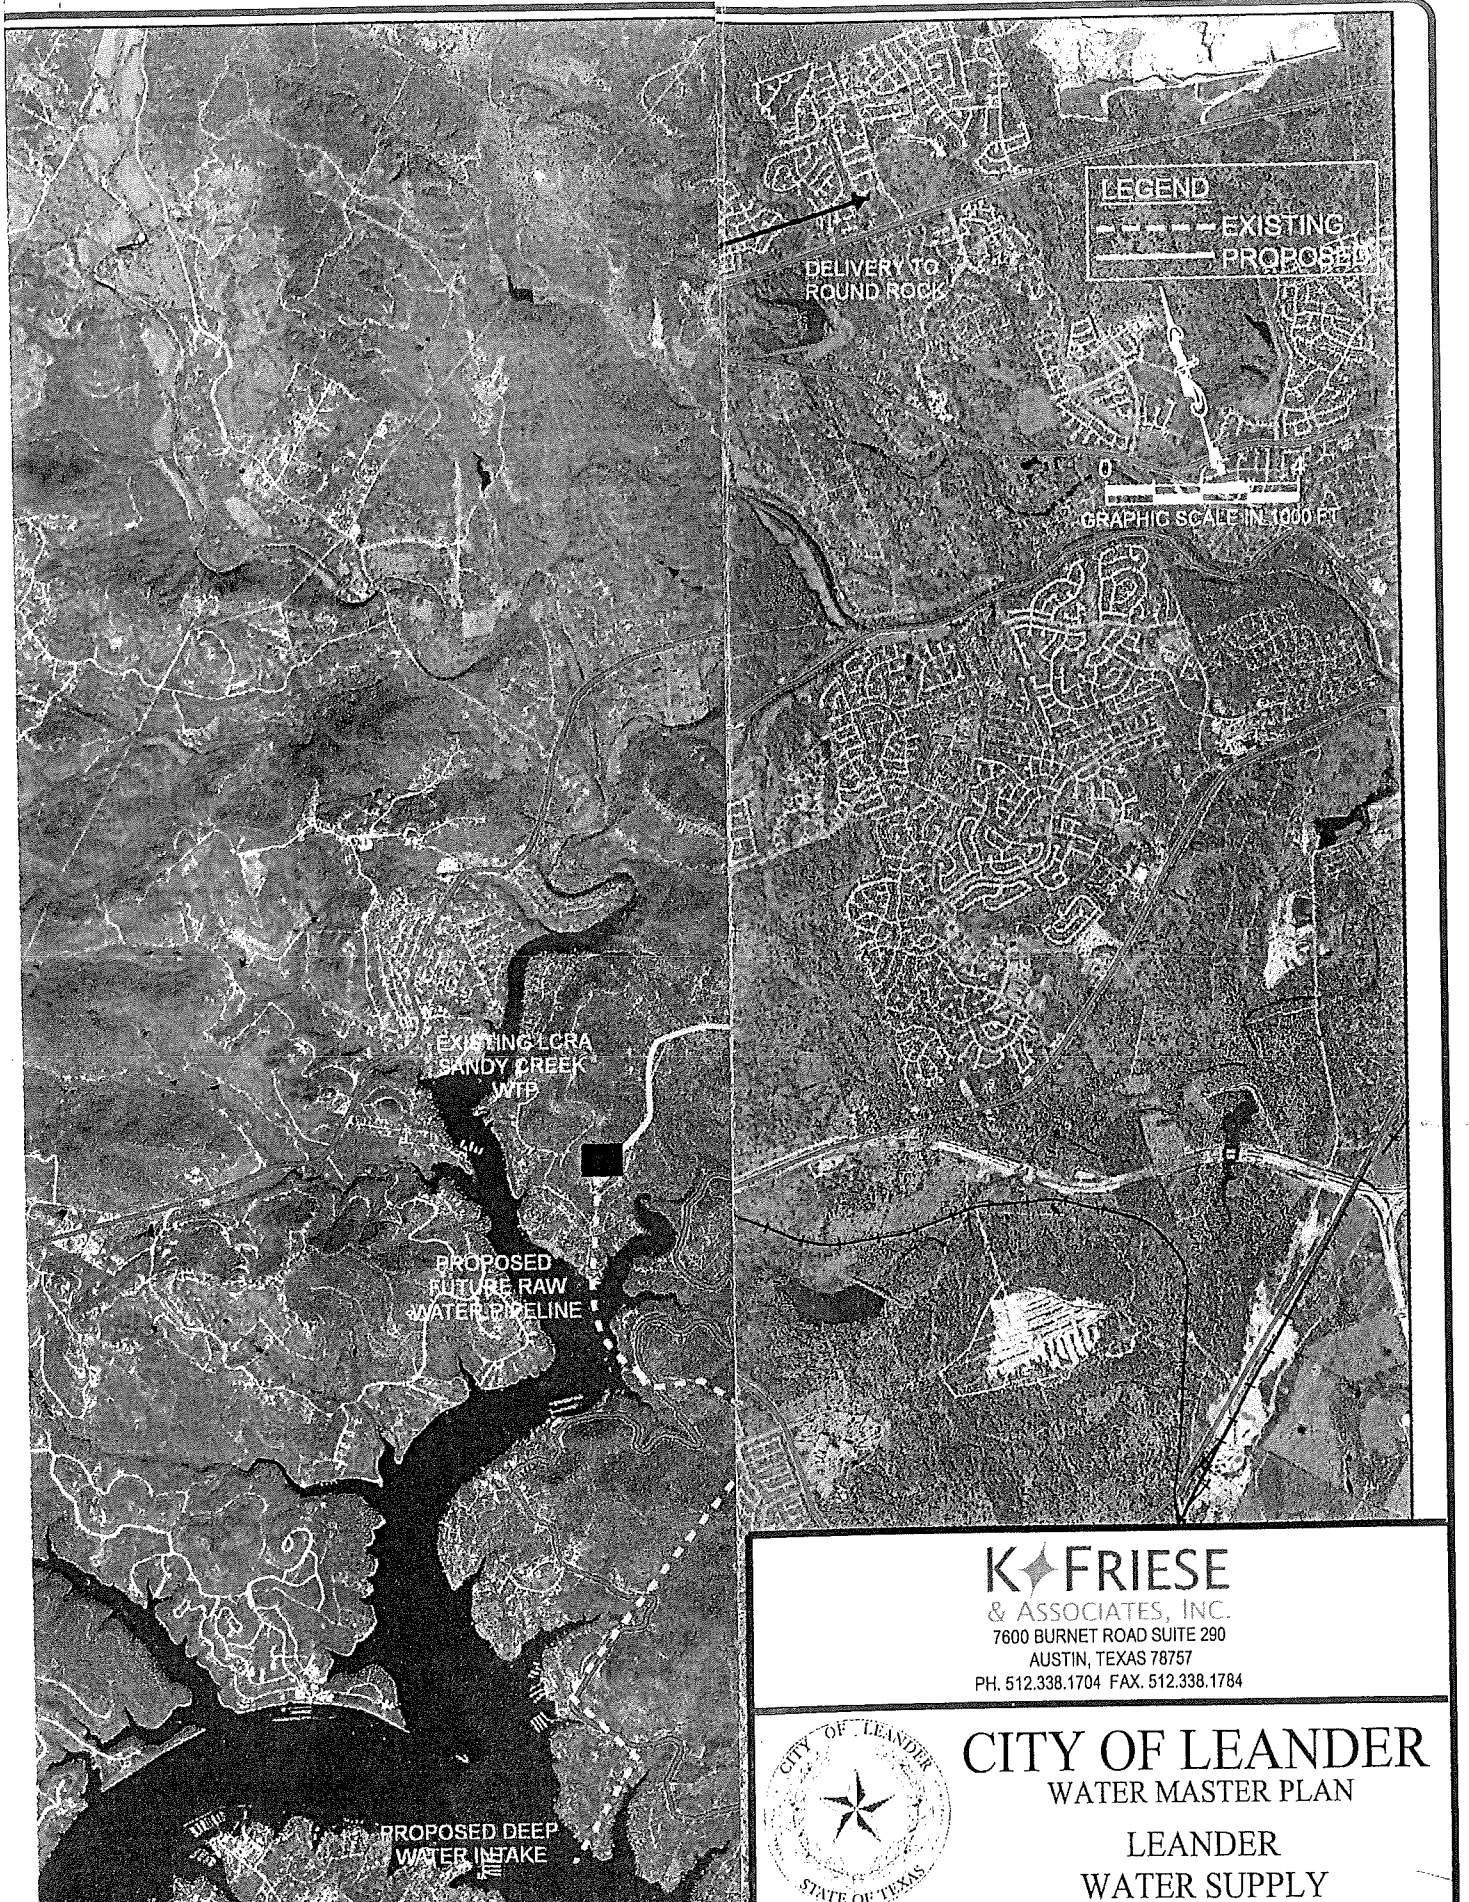 LEGEND
EXISTING
PROPOSED
DELIVERY TO
ROUND ROCK
0 4
GRAPHIC SCALE IN 1000 FT
EXISTING LCRA
SANDY CREEK
WTP
PROPOSED
FUTURE RAW
WATER PIPELINE
PROPOSED DEEP
WATER INTAKE
K FRIESE
& ASSOCIATES, INC.
7600 BURNET ROAD SUITE 290
AUSTIN, TEXAS 78757
PH. 512.338.1704 FAX. 512.338.1784
CITY OF LEANDER
STATE OF TEXAS
CITY OF LEANDER
WATER MASTER PLAN
LEANDER
WATER SUPPLY